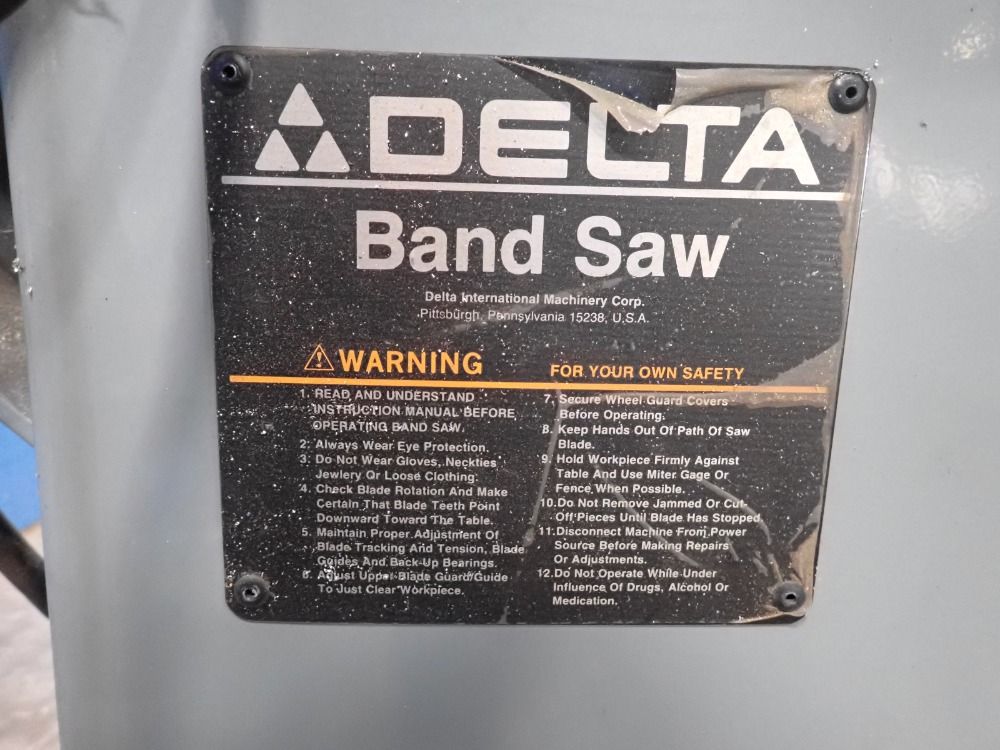 DELTA
Band Saw
Delta International Machinery Corp.
Pittsburgh, Pennsylvania 15238, U.S.A.
WARNING
FOR YOUR OWN SAFETY
1. READ AND UNDERSTAND
INSTRUCTION MANUAL BEFORE
OPERATING BAND SAW.
2. Always Wear Eye Protection.
3. Do Not Wear Gloves, Neckties
Jewlery Or Loose Clothing.
4. Check Blade Rotation And Make
Certain That Blade Teeth Point
Downward Toward The Table.
5. Maintain Proper Adjustment Of
Blade Tracking And Tension, Blade
Guides And Back-Up Bearings.
6. Adjust Upper Blade Guard/Guide
To Just Clear Workpiece.
7. Secure Wheel Guard Covers
Before Operating.
8. Keep Hands Out Of Path Of Saw
Blade.
9. Hold Workpiece Firmly Against
Table And Use Miter Gage Or
Fence When Possible.
10. Do Not Remove Jammed Or Cut-
Off Pieces Until Blade Has Stopped.
11. Disconnect Machine From Power
Source Before Making Repairs
Or Adjustments.
12. Do Not Operate While Under
Influence Of Drugs, Alcohol Or
Medication.